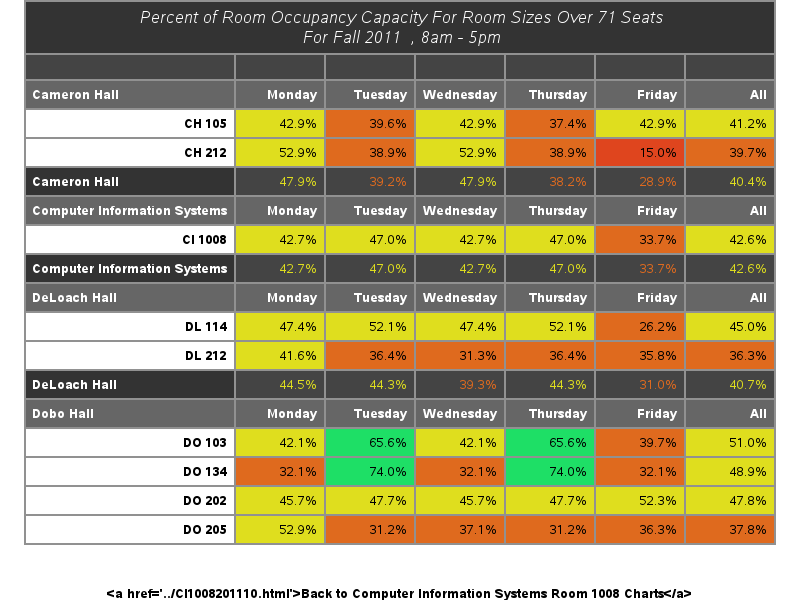 Percent of Room Occupancy Capacity For Room Sizes Over 71 Seats
For Fall 2011 , 8am - 5pm
Cameron Hall Monday Tuesday Wednesday Thursday Friday All
CH 105 42.9% 39.6% 42.9% 37.4% 42.9% 41.2%
CH 212 52.9% 38.9% 52.9% 38.9% 15.0% 39.7%
Cameron Hall 47.9% 39.2% 47.9% 38.2% 28.9% 40.4%
Computer Information Systems Monday Tuesday Wednesday Thursday Friday All
CI 1008 42.7% 47.0% 42.7% 47.0% 33.7% 42.6%
Computer Information Systems 42.7% 47.0% 42.7% 47.0% 33.7% 42.6%
DeLoach Hall Monday Tuesday Wednesday Thursday Friday All
DL 114 47.4% 52.1% 47.4% 52.1% 26.2% 45.0%
DL 212 41.6% 36.4% 31.3% 36.4% 35.8% 36.3%
DeLoach Hall 44.5% 44.3% 39.3% 44.3% 31.0% 40.7%
Dobo Hall Monday Tuesday Wednesday Thursday Friday All
DO 103 42.1% 65.6% 42.1% 65.6% 39.7% 51.0%
DO 134 32.1% 74.0% 32.1% 74.0% 32.1% 48.9%
DO 202 45.7% 47.7% 45.7% 47.7% 52.3% 47.8%
DO 205 52.9% 31.2% 37.1% 31.2% 36.3% 37.8%
&lt;a href='../CI1008201110.html'&gt;Back to Computer Information Systems Room 1008 Charts&lt;/a&gt;